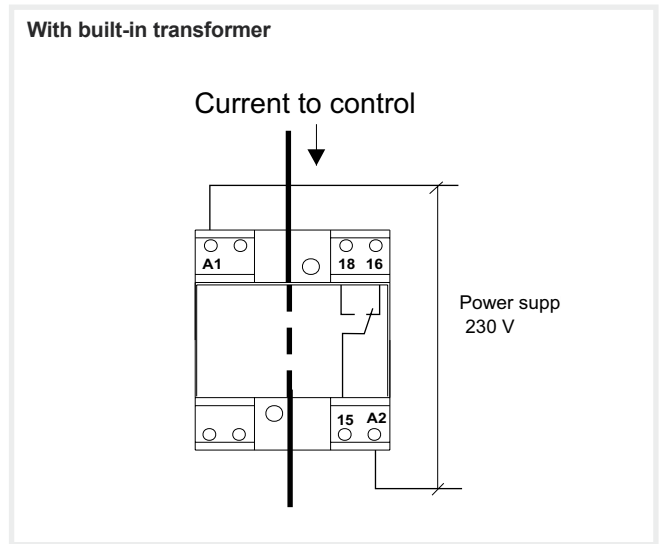 With built-in transformer
Current to control
A1
18 16
Power supp
230 V
15 A2